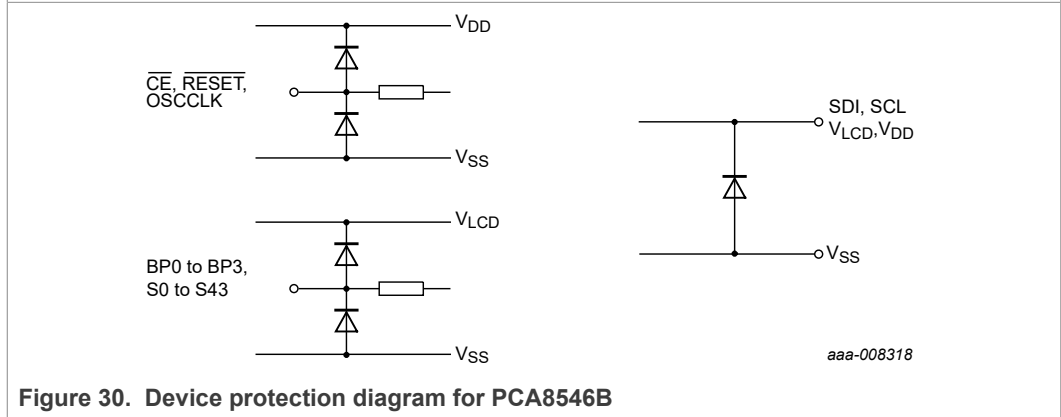 VDD
CE, RESET,
OSCCLK
VSS
VLCD
BP0 to BP3,
S0 to S43
VSS
SDI, SCL
VLCD,VDD
VSS
aaa-008318
Figure 30. Device protection diagram for PCA8546B